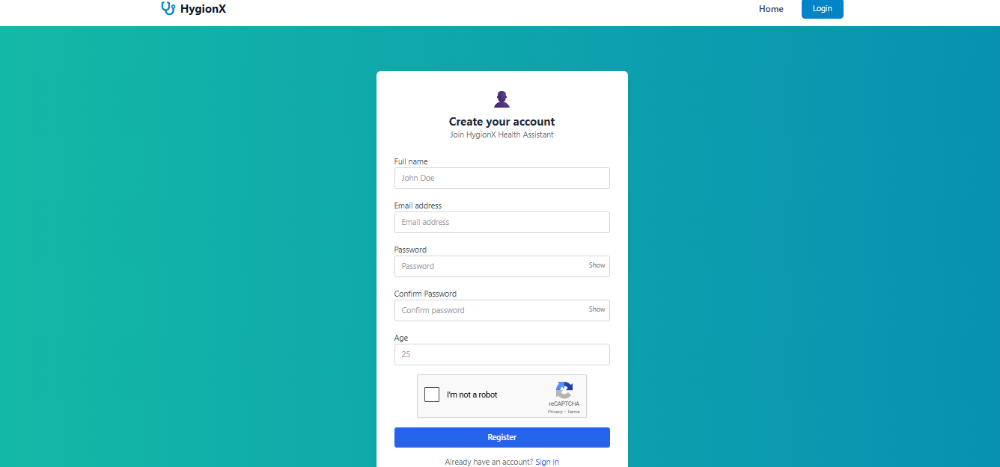 HygionX
Home
Login
Create your account
Join HygionX Health Assistant
Full name
John Doe
Email address
Email address
Password
Password
Show
Confirm Password
Confirm password
Show
Age
25
I'm not a robot
reCAPTCHA
Privacy - Terms
Register
Already have an account? Sign in